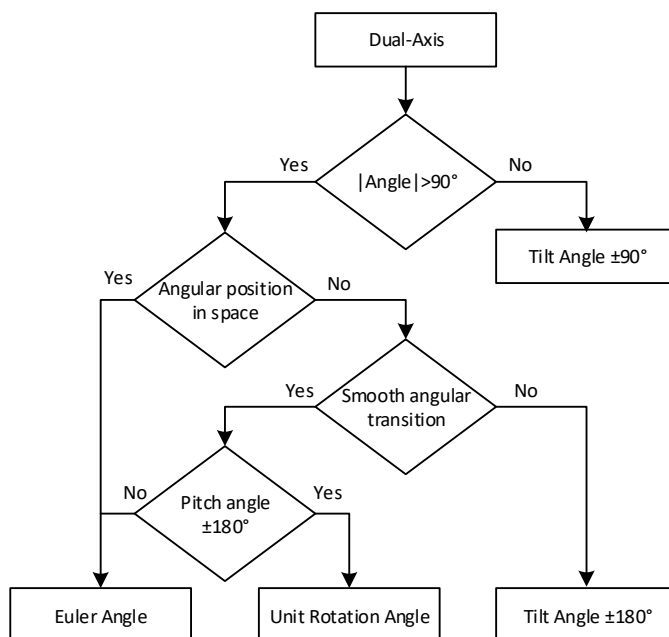 Dual-Axis
Yes
|Angle|>90°
No
Tilt Angle ±90°
Yes
Angular position
in space
No
Yes
Smooth angular
transition
No
No
Pitch angle
±180°
Yes
Euler Angle
Unit Rotation Angle
Tilt Angle ±180°